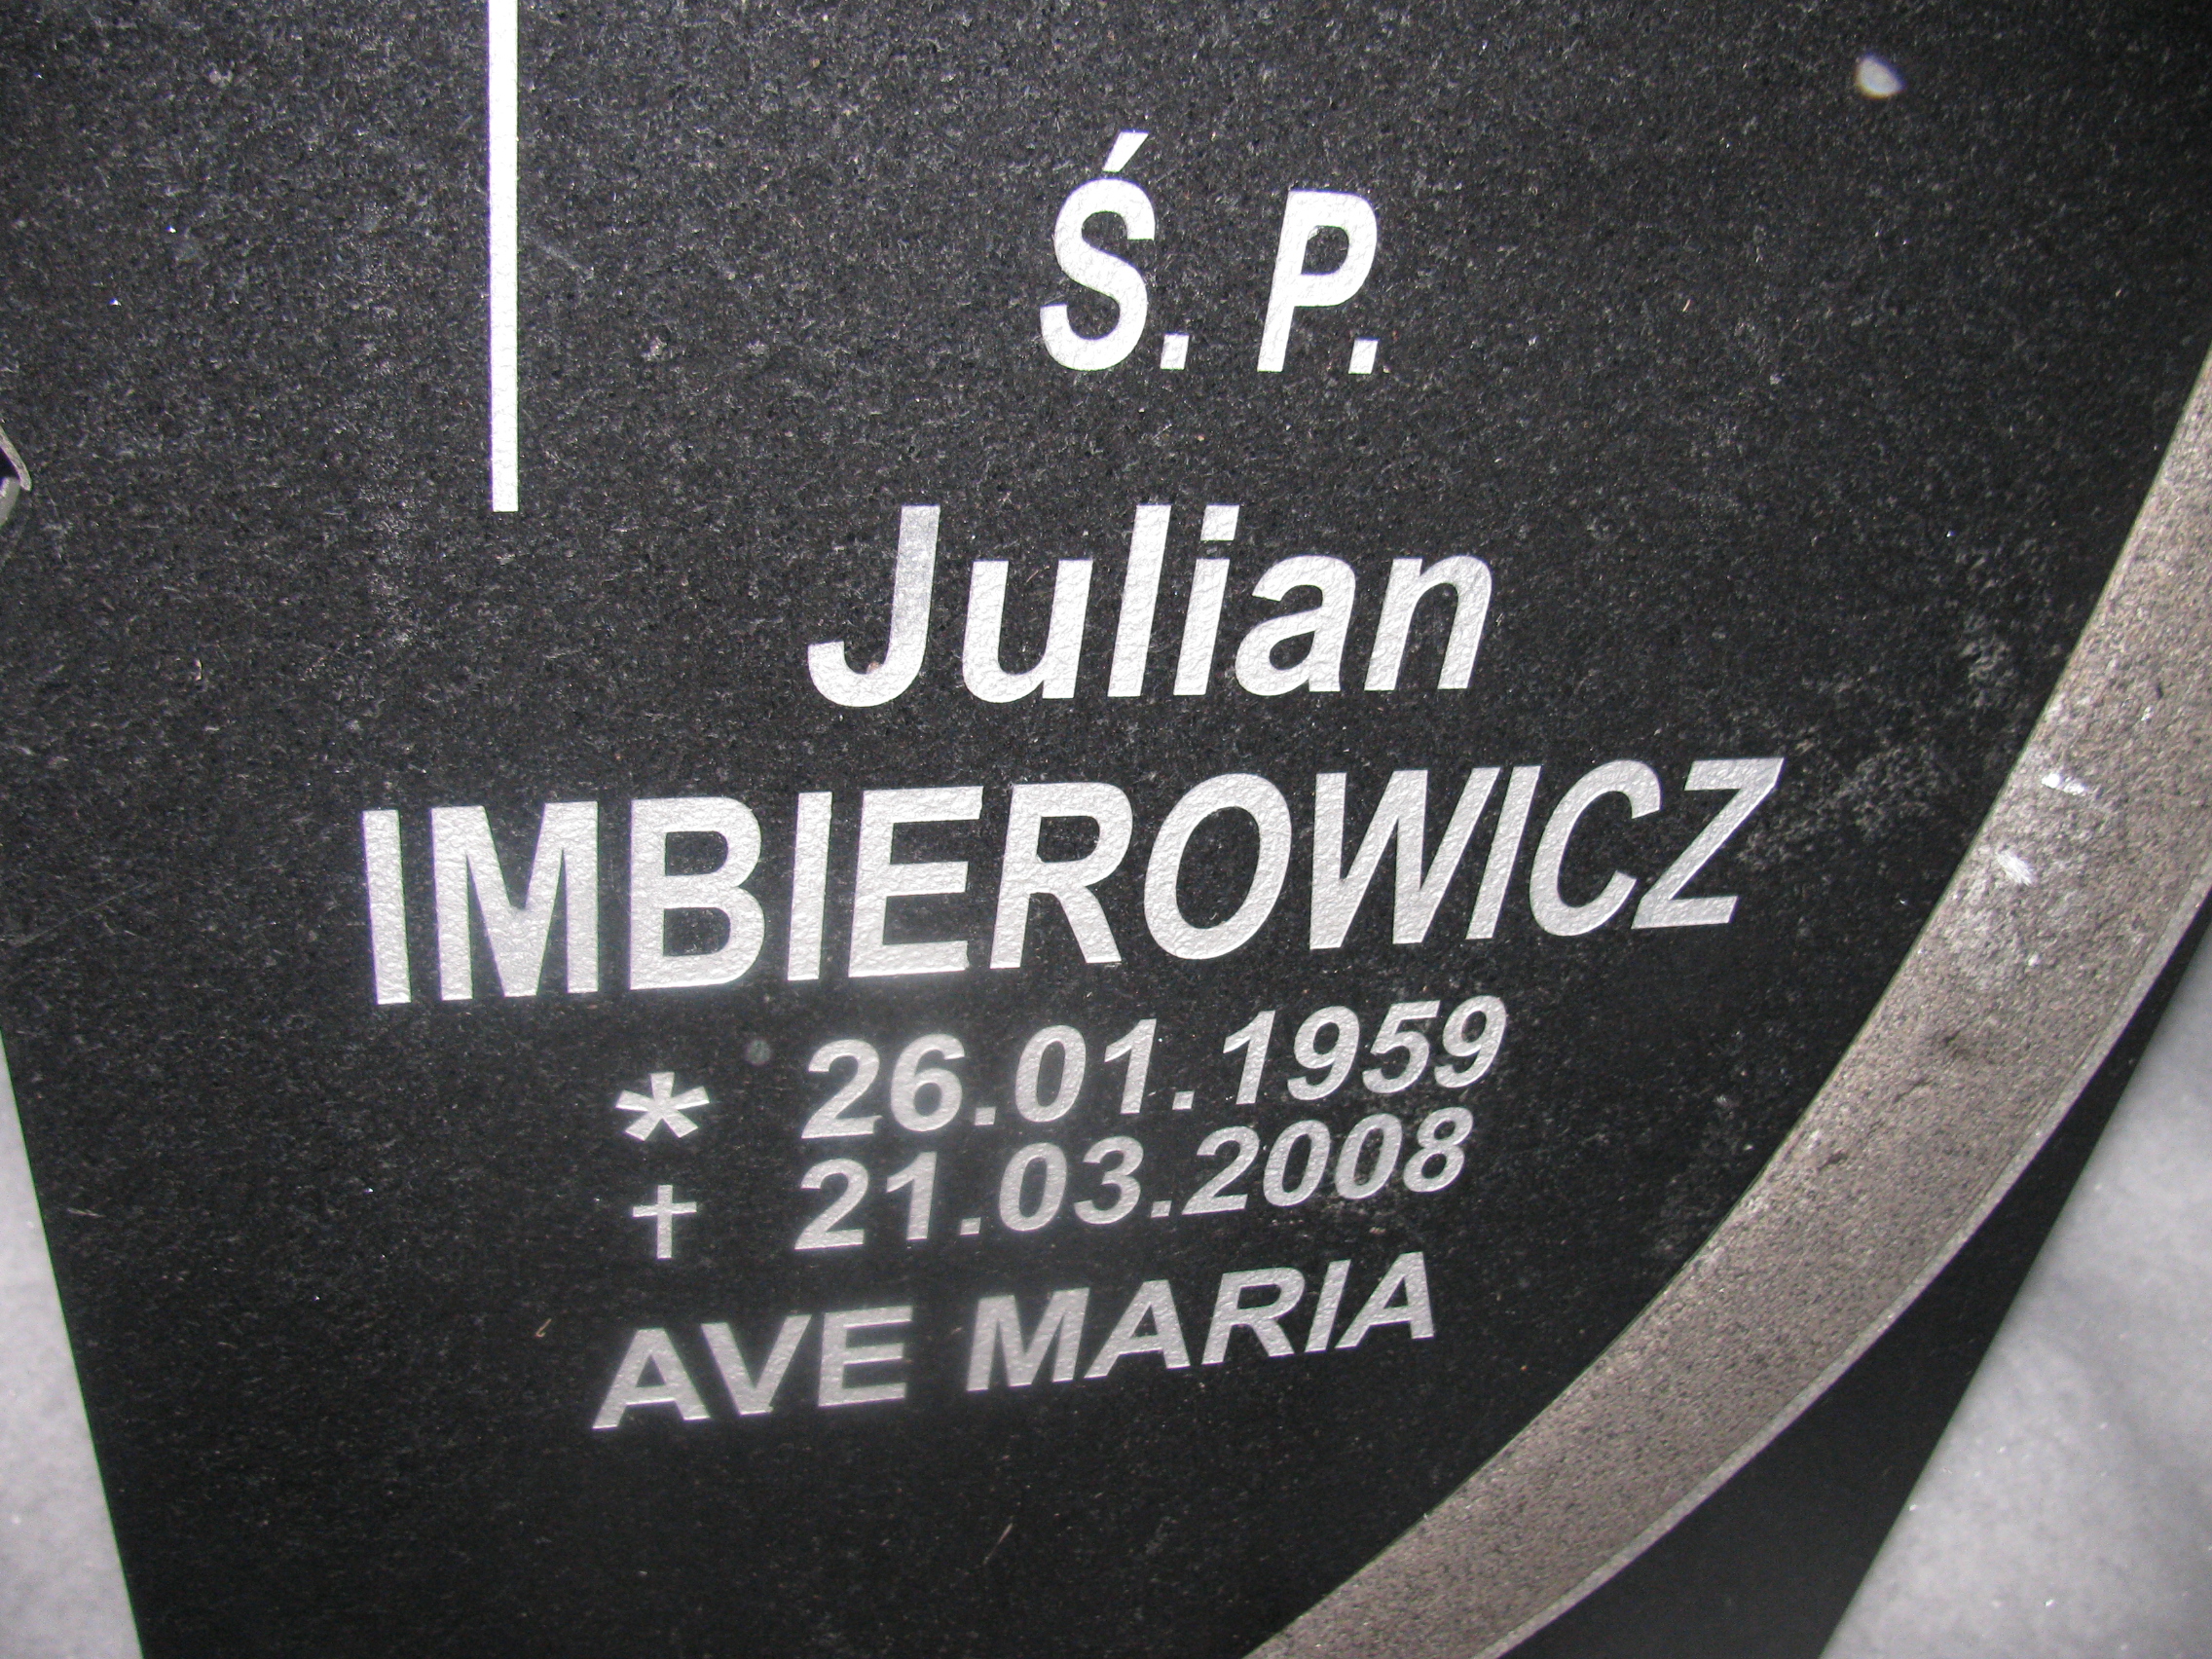 Ś. P.
Julian
IMBIEROWICZ
* 26.01.1959
† 21.03.2008
AVE MARIA